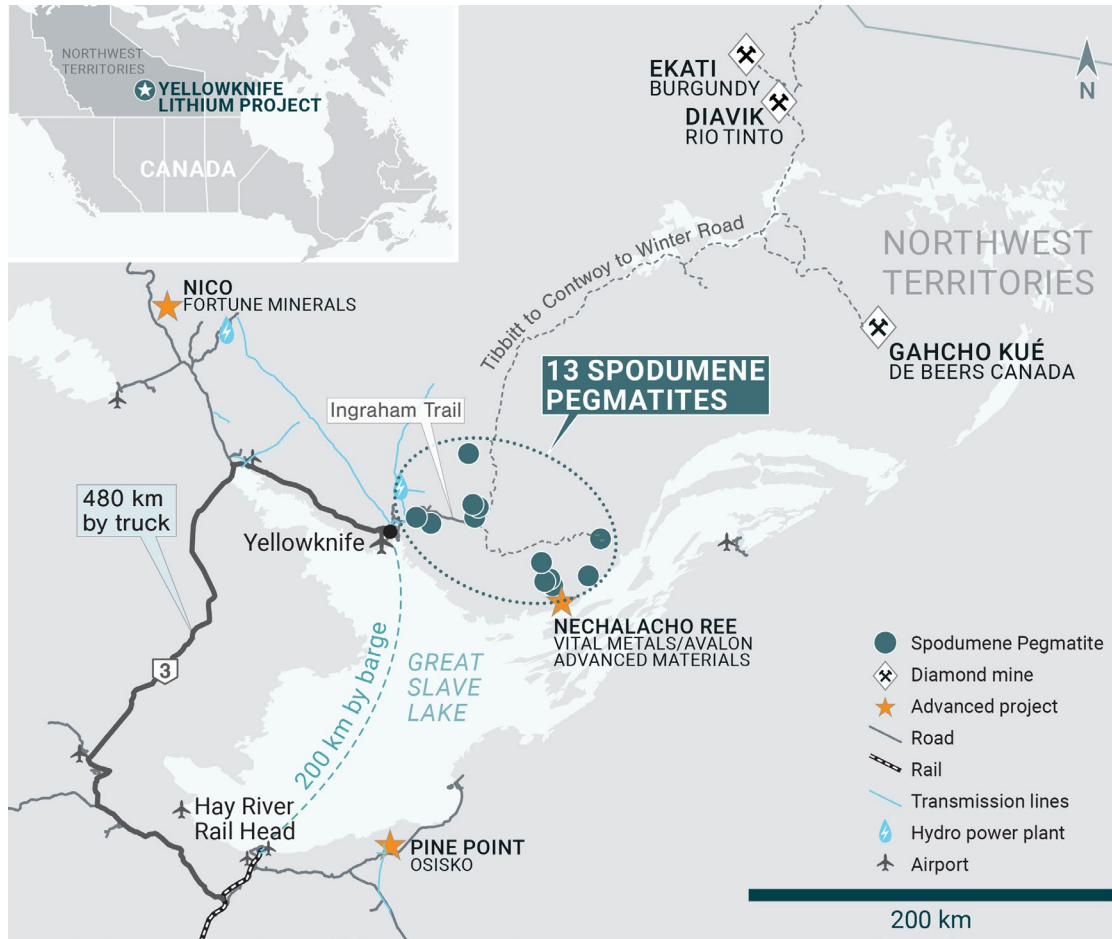 NORTHWEST
TERRITORIES
YELLOWKNIFE
LITHIUM PROJECT
CANADA
EKATI
BURGUNDY
DIAVIK
RIO TINTO
N
NORTHWEST
TERRITORIES
Tibbitt to Contwoy to Winter Road
NICO
FORTUNE MINERALS
GAHCHO KUÉ
DE BEERS CANADA
13 SPODUMENE
PEGMATITES
Ingraham Trail
480 km
by truck
Yellowknife
NECHALACHO REE
VITAL METALS/AVALON
ADVANCED MATERIALS
GREAT
SLAVE
LAKE
200 km by barge
3
Hay River
Rail Head
PINE POINT
OSISKO
Spodumene Pegmatite
Diamond mine
Advanced project
Road
Rail
Transmission lines
Hydro power plant
Airport
200 km